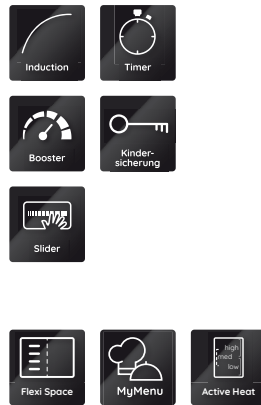 Induction
Timer
Booster
Kinder-
sicherung
Slider
high
med
low
Flexi Space
MyMenu
Active Heat